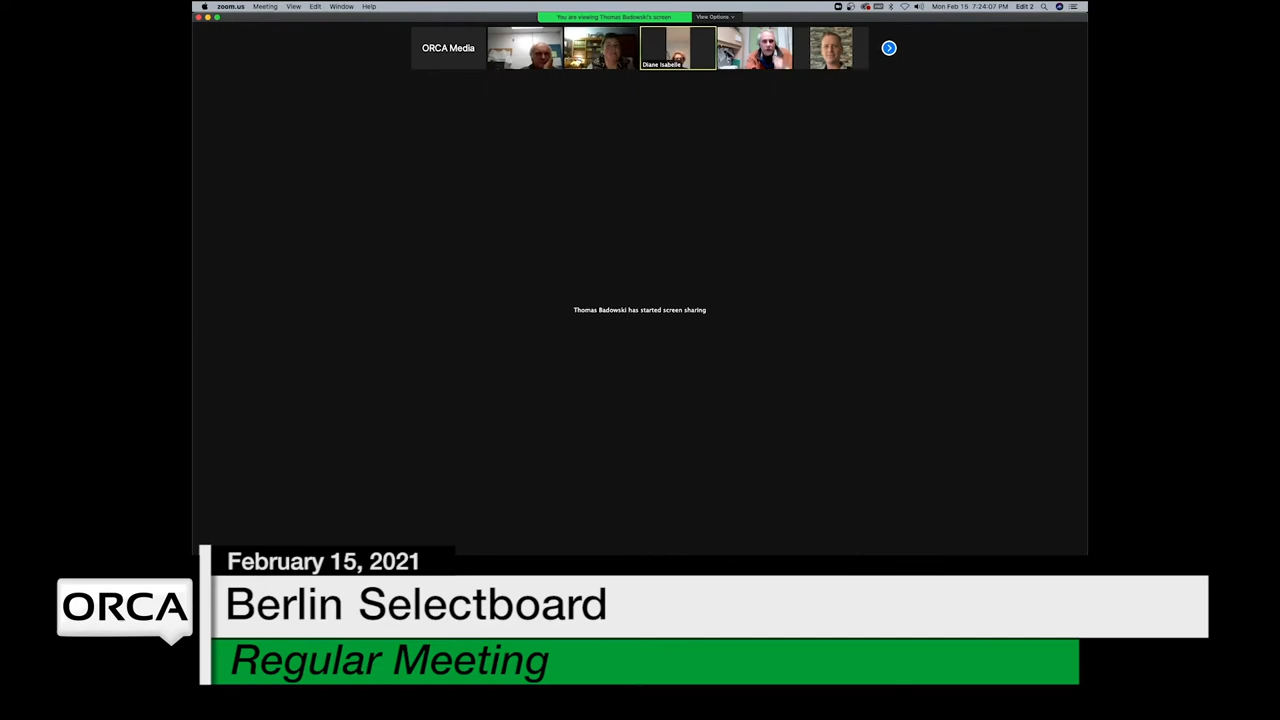 zoom.us Meeting View Edit Window Help
Mon Feb 15 7:24:07 PM Edit 2
You are viewing Thomas Badowski's screen View Options
ORCA Media
Diane Isabelle
Thomas Badowski has started screen sharing
February 15, 2021
ORCA
Berlin Selectboard
Regular Meeting